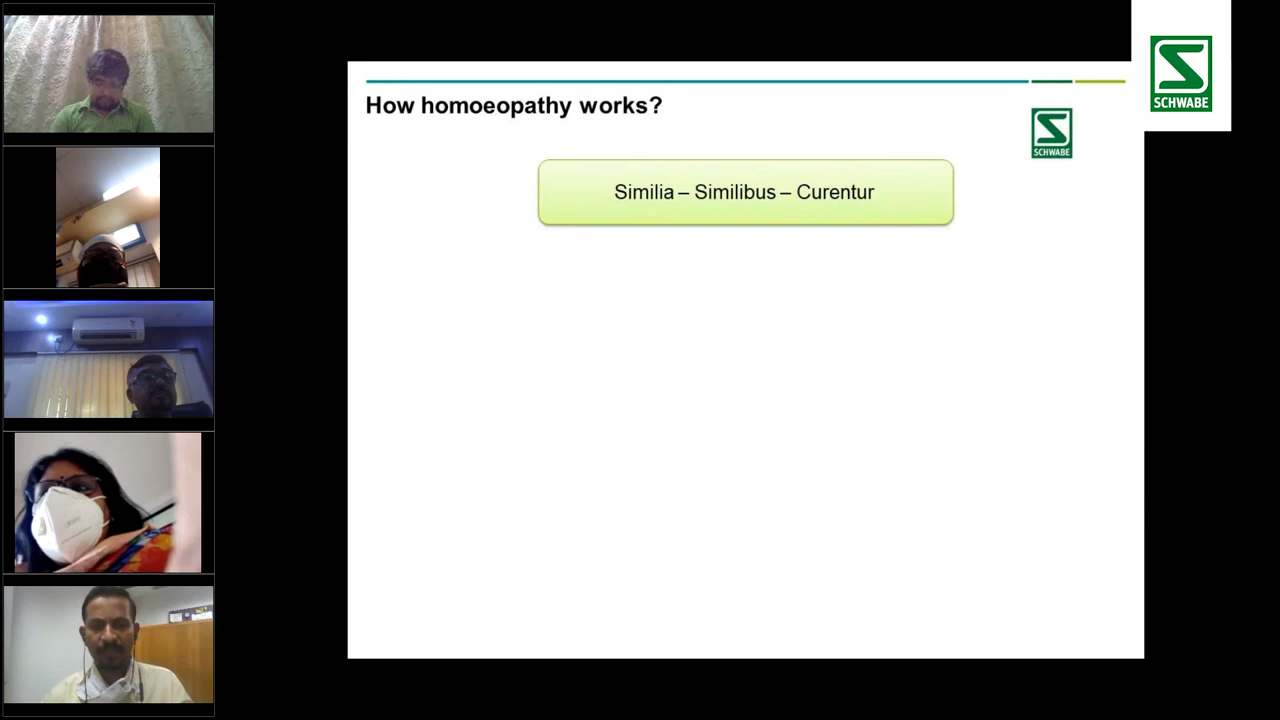 How homoeopathy works?
SCHWABE
SCHWABE
Similia – Similibus – Curentur